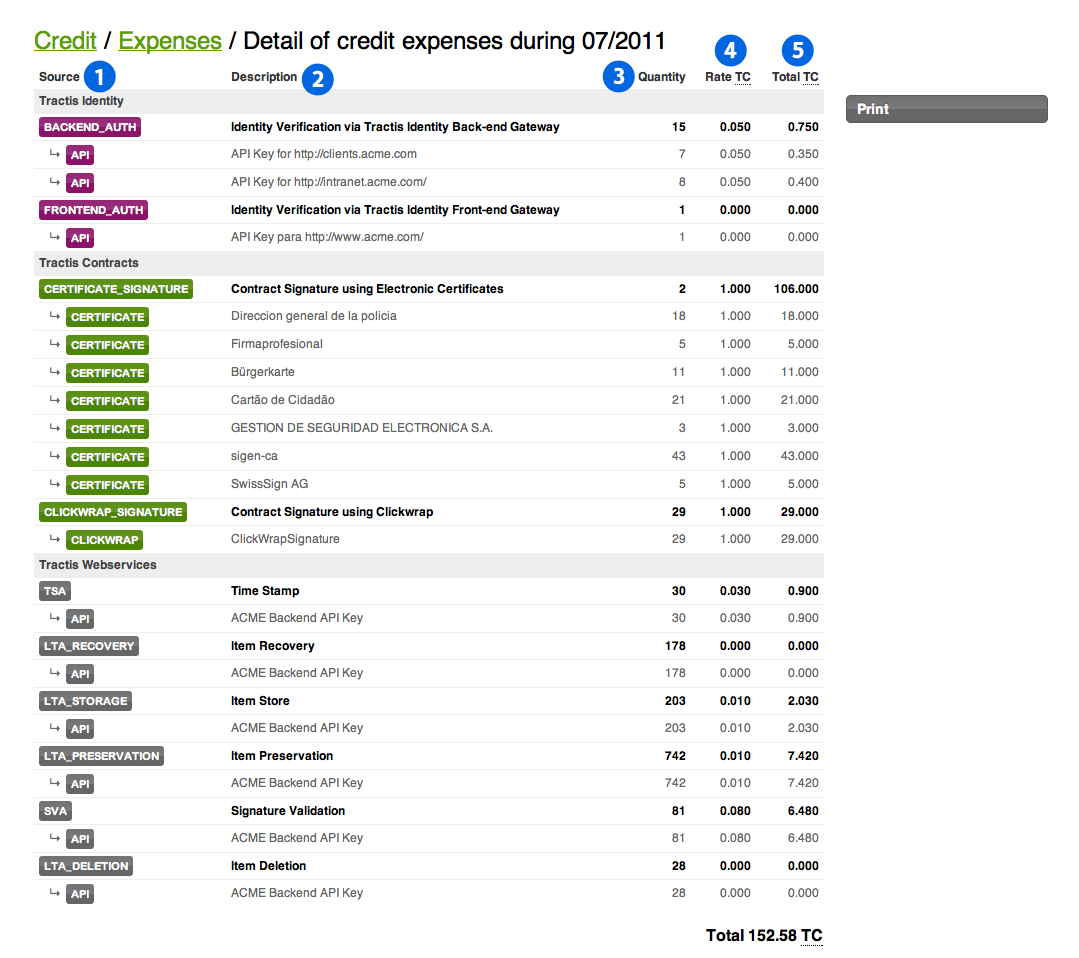 Credit / Expenses / Detail of credit expenses during 07/2011
Source 1 Description 2 3 Quantity 4 Rate TC 5 Total TC
Tractis Identity
Print
BACKEND_AUTH Identity Verification via Tractis Identity Back-end Gateway 15 0.050 0.750
↳ API API Key for http://clients.acme.com 7 0.050 0.350
↳ API API Key for http://intranet.acme.com/ 8 0.050 0.400
FRONTEND_AUTH Identity Verification via Tractis Identity Front-end Gateway 1 0.000 0.000
↳ API API Key para http://www.acme.com/ 1 0.000 0.000
Tractis Contracts
CERTIFICATE_SIGNATURE Contract Signature using Electronic Certificates 2 1.000 106.000
↳ CERTIFICATE Direccion general de la policia 18 1.000 18.000
↳ CERTIFICATE Firmaprofesional 5 1.000 5.000
↳ CERTIFICATE Bürgerkarte 11 1.000 11.000
↳ CERTIFICATE Cartão de Cidadão 21 1.000 21.000
↳ CERTIFICATE GESTION DE SEGURIDAD ELECTRONICA S.A. 3 1.000 3.000
↳ CERTIFICATE sigen-ca 43 1.000 43.000
↳ CERTIFICATE SwissSign AG 5 1.000 5.000
CLICKWRAP_SIGNATURE Contract Signature using Clickwrap 29 1.000 29.000
↳ CLICKWRAP ClickWrapSignature 29 1.000 29.000
Tractis Webservices
TSA Time Stamp 30 0.030 0.900
↳ API ACME Backend API Key 30 0.030 0.900
LTA_RECOVERY Item Recovery 178 0.000 0.000
↳ API ACME Backend API Key 178 0.000 0.000
LTA_STORAGE Item Store 203 0.010 2.030
↳ API ACME Backend API Key 203 0.010 2.030
LTA_PRESERVATION Item Preservation 742 0.010 7.420
↳ API ACME Backend API Key 742 0.010 7.420
SVA Signature Validation 81 0.080 6.480
↳ API ACME Backend API Key 81 0.080 6.480
LTA_DELETION Item Deletion 28 0.000 0.000
↳ API ACME Backend API Key 28 0.000 0.000
Total 152.58 TC